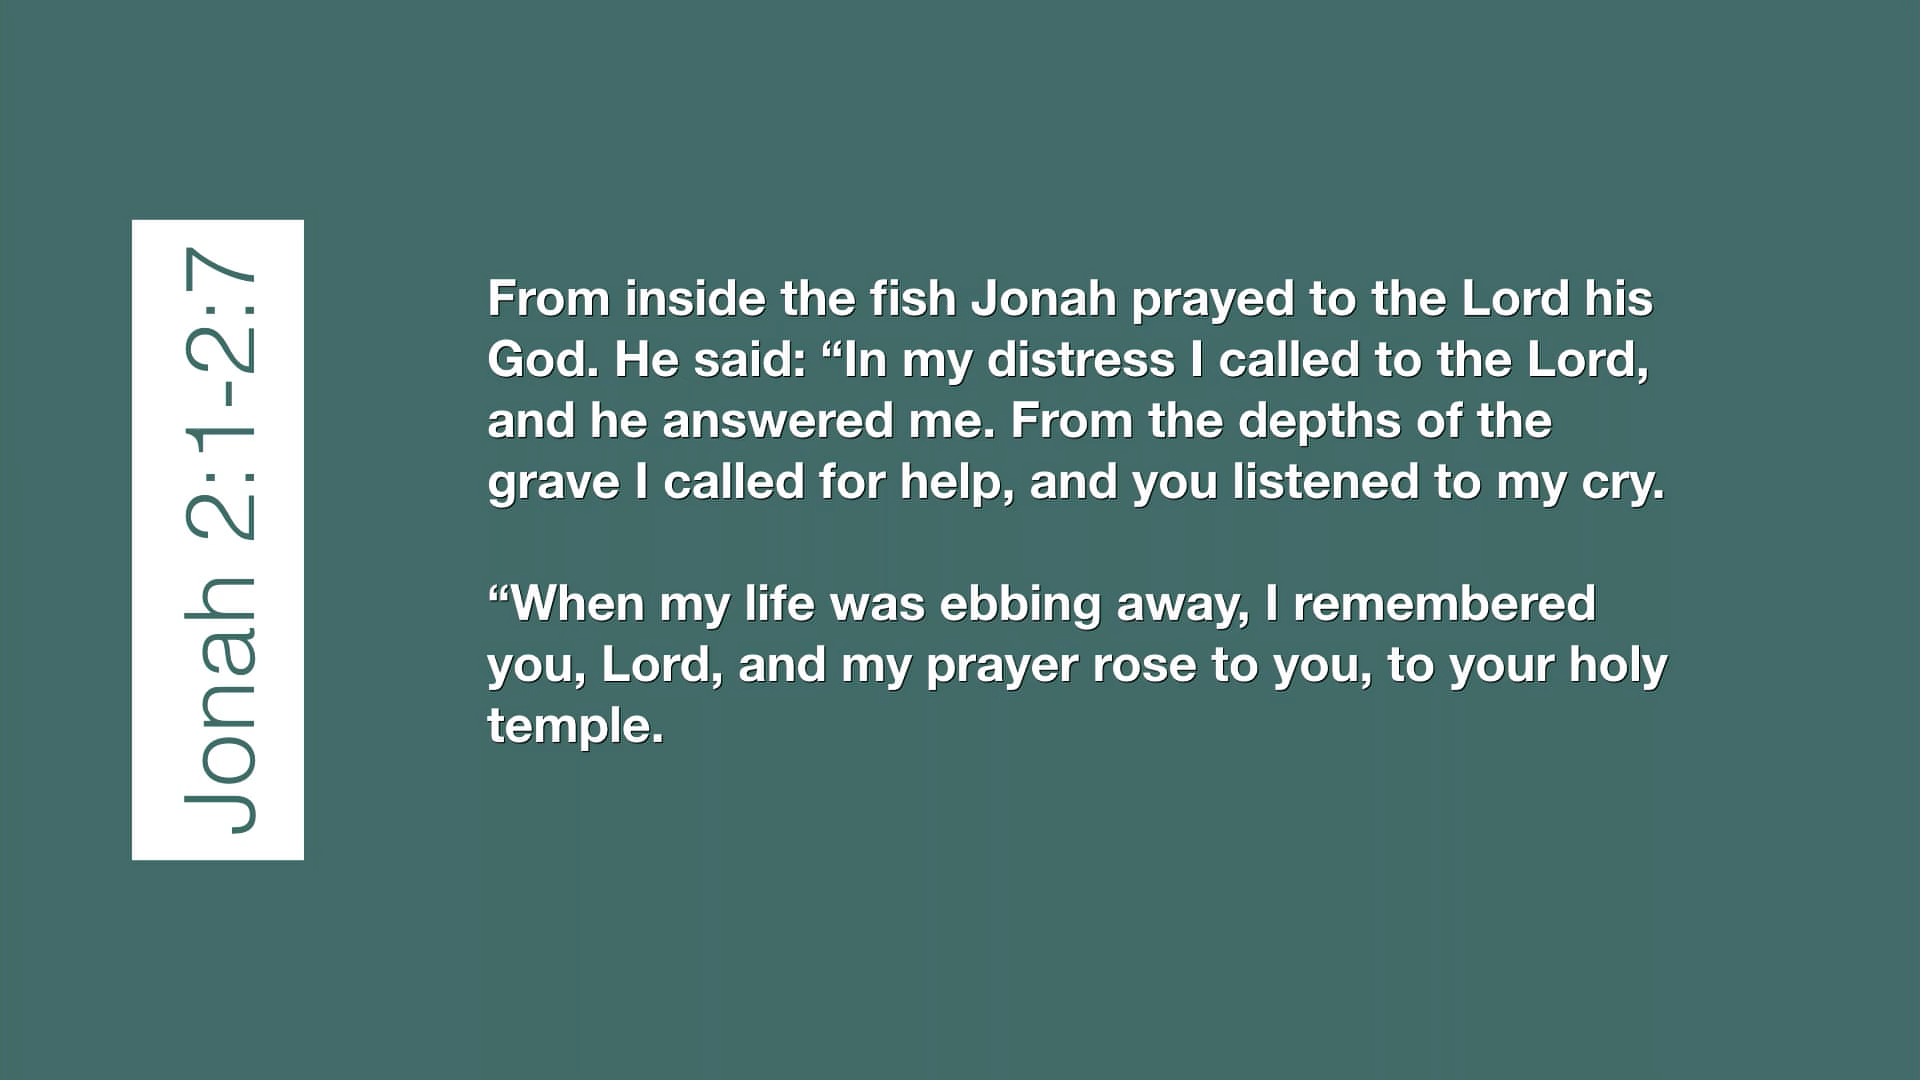 Jonah 2:1-2:7
From inside the fish Jonah prayed to the Lord his
God. He said: “In my distress I called to the Lord,
and he answered me. From the depths of the
grave I called for help, and you listened to my cry.
“When my life was ebbing away, I remembered
you, Lord, and my prayer rose to you, to your holy
temple.